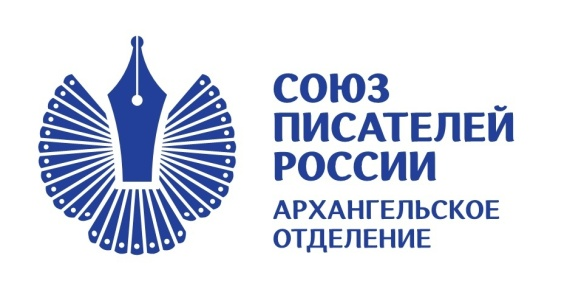 СОЮЗ
ПИСАТЕЛЕЙ
РОССИИ
АРХАНГЕЛЬСКОЕ
ОТДЕЛЕНИЕ